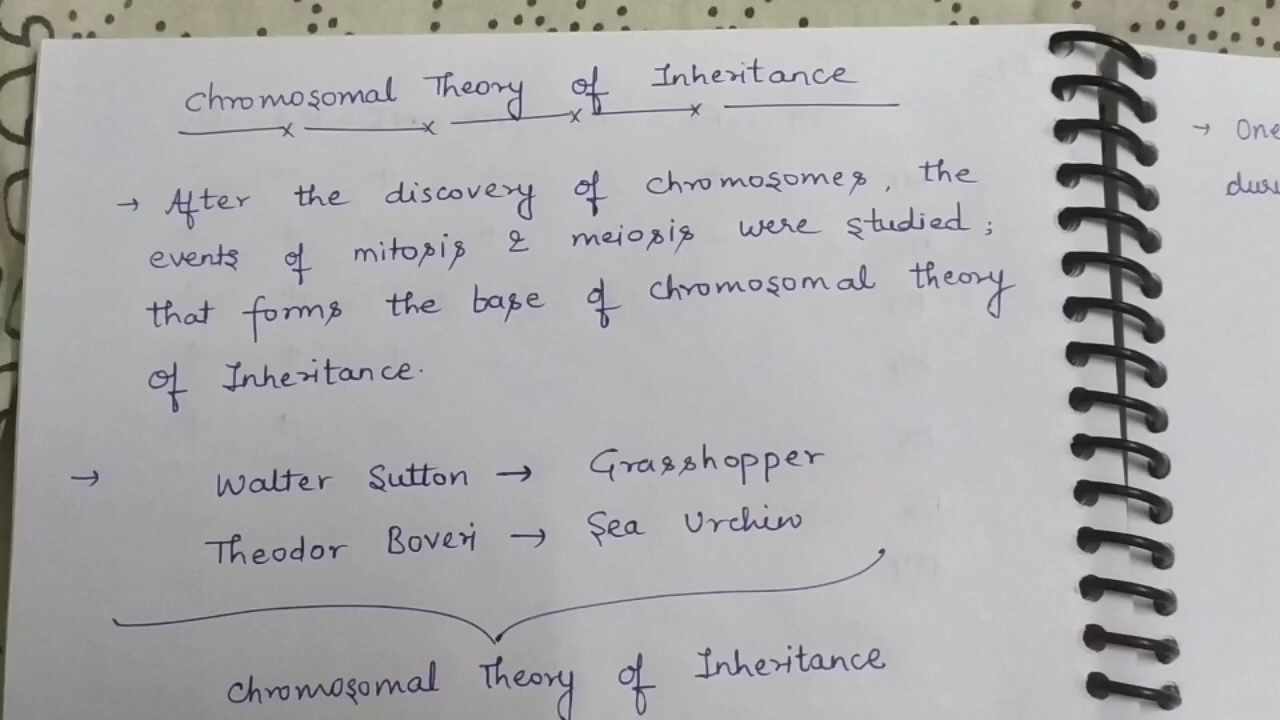 Chromosomal Theory of Inheritance
→ After the discovery of chromosomes, the
events of mitosis & meiosis were studied;
that forms the base of chromosomal theory
of Inheritance.
→ Walter Sutton → Grasshopper
Theodor Boveri → Sea Urchin
Chromosomal Theory of Inheritance
→ One